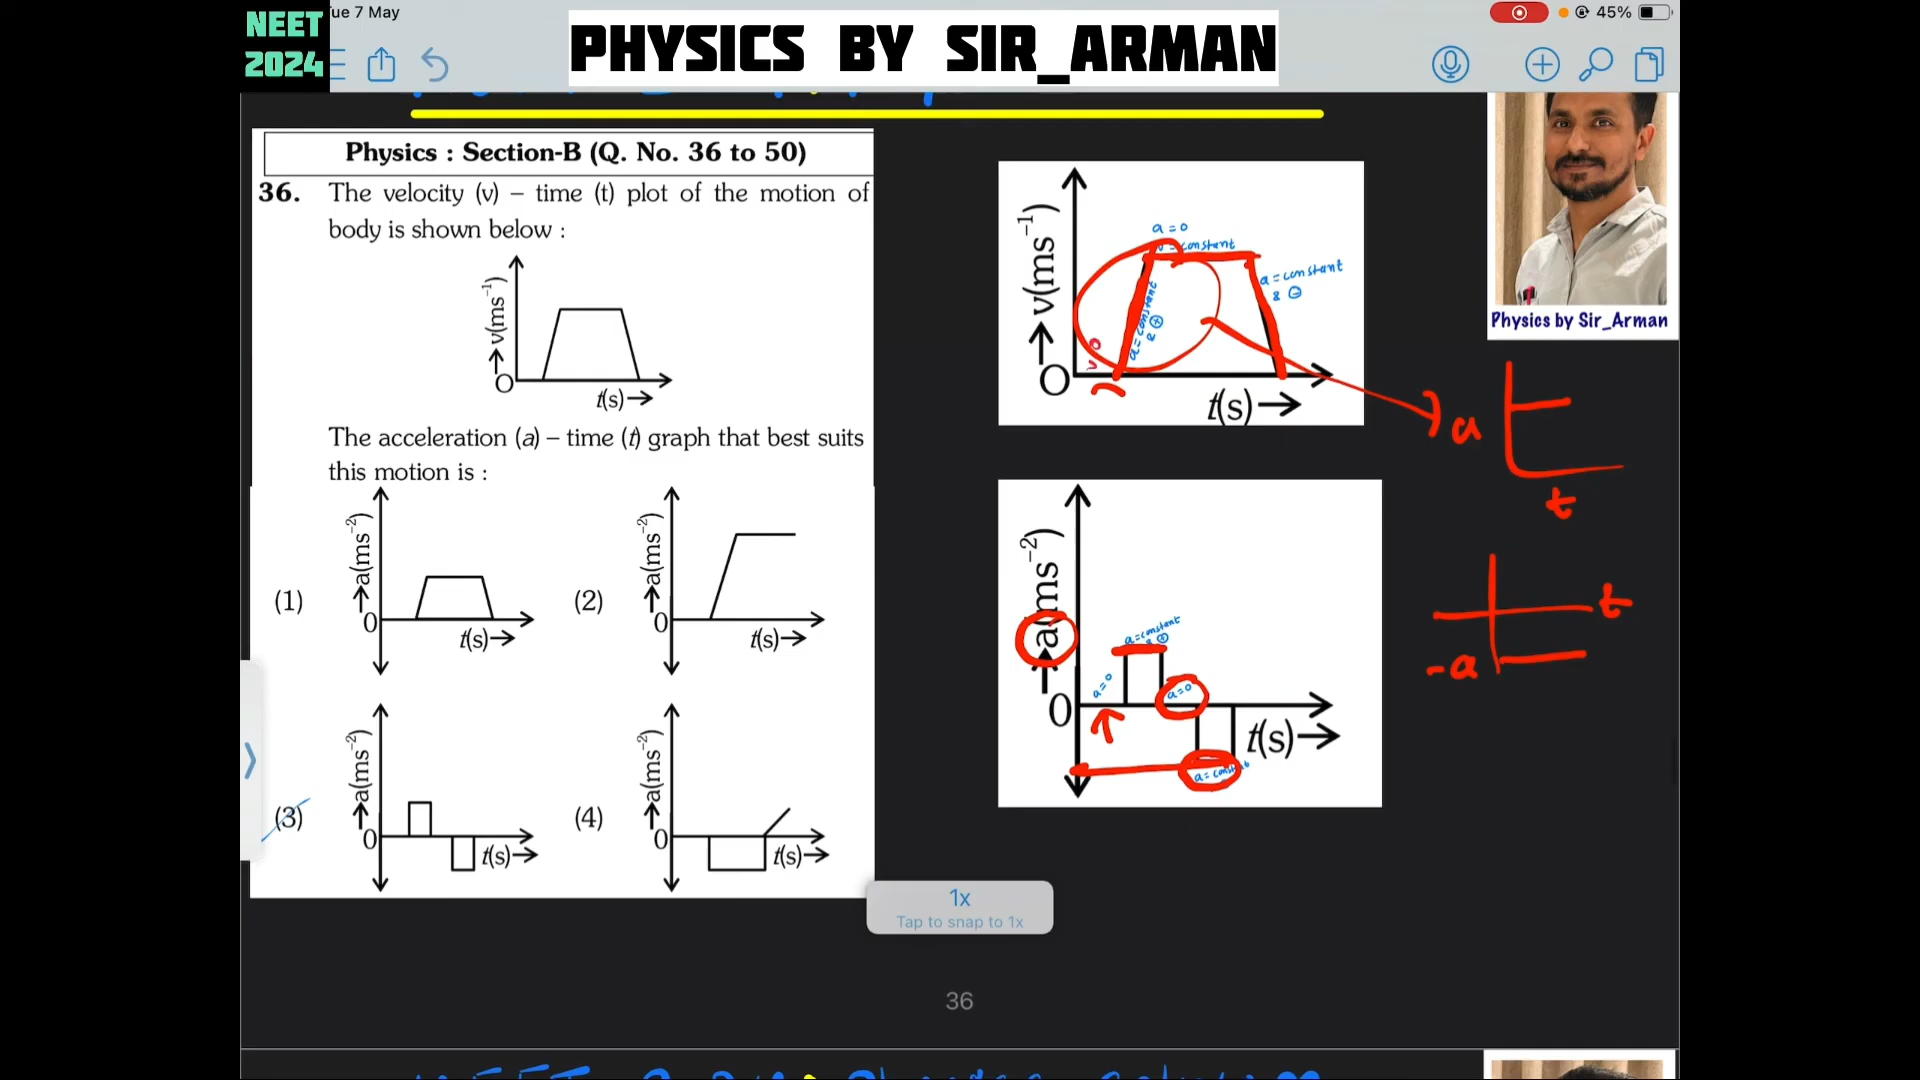 NEET
2024
Tue 7 May
PHYSICS BY SIR_ARMAN
45%
Physics : Section-B (Q. No. 36 to 50)
36. The velocity (v) – time (t) plot of the motion of
body is shown below :
v(ms⁻¹)
O
t(s)
The acceleration (a) – time (t) graph that best suits
this motion is :
(1)
a(ms⁻²)
0
t(s)
(2)
a(ms⁻²)
0
t(s)
(3)
a(ms⁻²)
0
t(s)
(4)
a(ms⁻²)
0
t(s)
v(ms⁻¹)
O
t(s)
a=0
= constant
a=constant
& ⊕
a=constant
& ⊖
a
t
a(ms⁻²)
0
t(s)
a=0
a=constant
& ⊕
a=0
t
-a
Physics by Sir_Arman
1x
Tap to snap to 1x
36